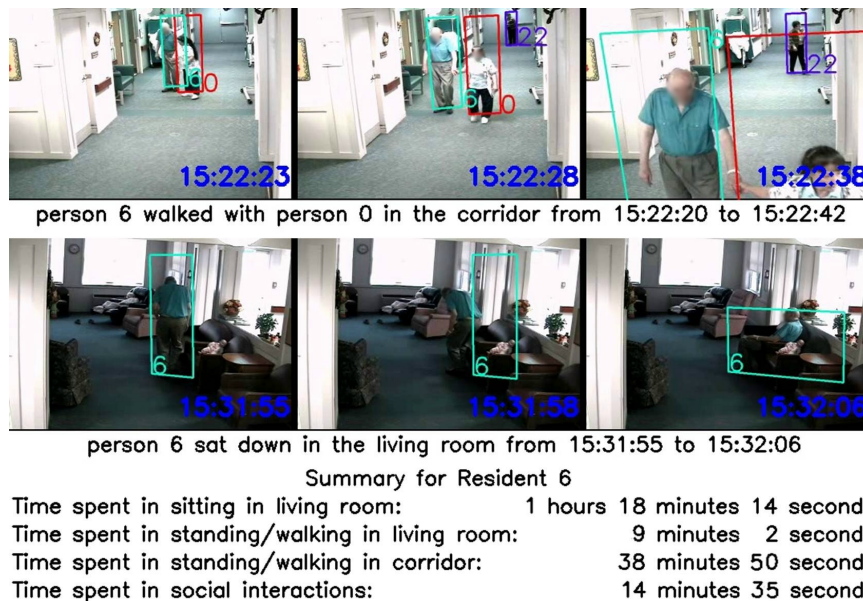 6 0
22
6 0
6
22
15:22:23 15:22:28 15:22:38
person 6 walked with person 0 in the corridor from 15:22:20 to 15:22:42
6 6 6
15:31:55 15:31:58 15:32:06
person 6 sat down in the living room from 15:31:55 to 15:32:06
Summary for Resident 6
Time spent in sitting in living room: 1 hours 18 minutes 14 second
Time spent in standing/walking in living room: 9 minutes 2 second
Time spent in standing/walking in corridor: 38 minutes 50 second
Time spent in social interactions: 14 minutes 35 second